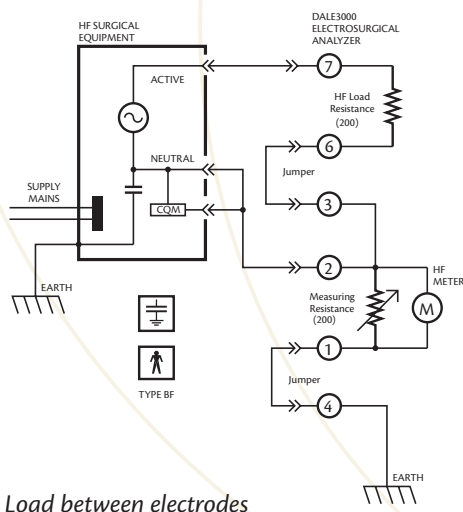 HF SURGICAL
EQUIPMENT
DALE3000
ELECTROSURGICAL
ANALYZER
ACTIVE
7
HF Load
Resistance
(200)
6
Jumper
NEUTRAL
SUPPLY
MAINS
CQM
3
2
HF
METER
EARTH
Measuring
Resistance
(200)
M
1
TYPE BF
Jumper
4
EARTH
Load between electrodes